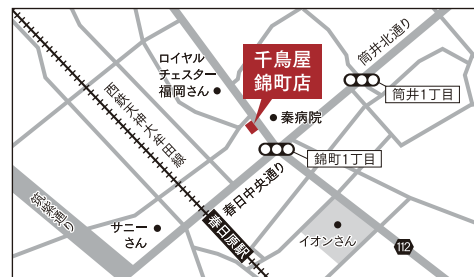 筒井北通り
千鳥屋
錦町店
ロイヤル
チェスター
福岡さん
西鉄天神大牟田線
筒井1丁目
秦病院
錦町1丁目
春日中央通り
筑紫通り
サニー
さん
春日原駅
イオンさん
112